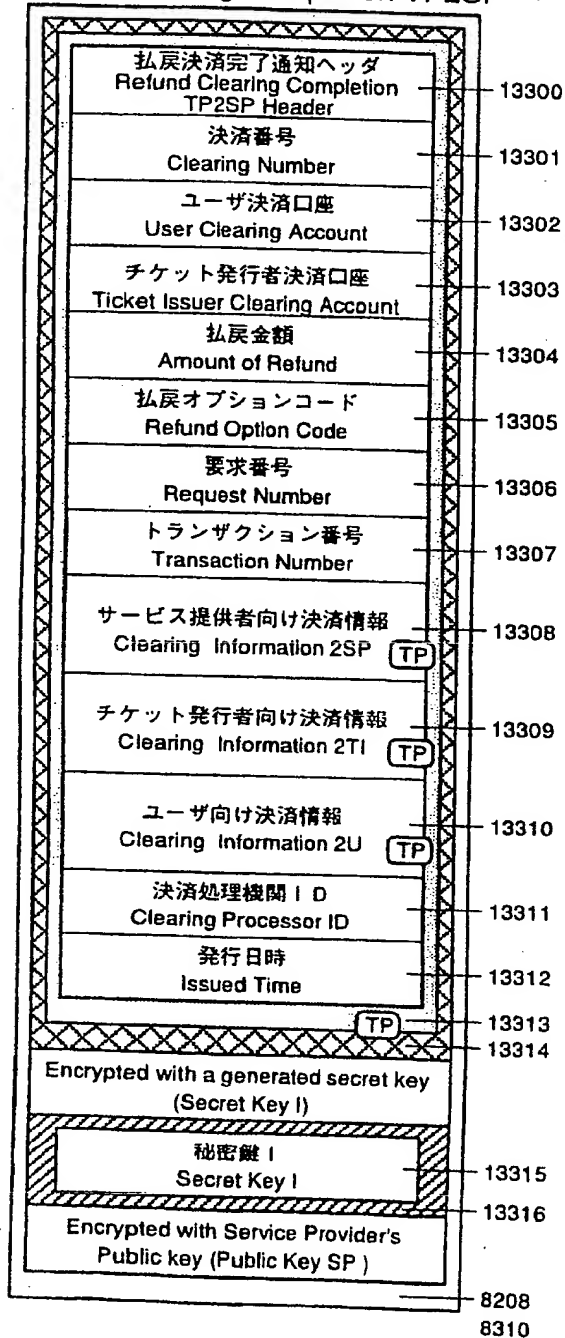 払戻決済完了通知ヘッダ
Refund Clearing Completion
TP2SP Header
13300
決済番号
Clearing Number
13301
ユーザ決済口座
User Clearing Account
13302
チケット発行者決済口座
Ticket Issuer Clearing Account
13303
払戻金額
Amount of Refund
13304
払戻オプションコード
Refund Option Code
13305
要求番号
Request Number
13306
トランザクション番号
Transaction Number
13307
サービス提供者向け決済情報
Clearing Information 2SP
TP
13308
チケット発行者向け決済情報
Clearing Information 2TI
TP
13309
ユーザ向け決済情報
Clearing Information 2U
TP
13310
決済処理機関ID
Clearing Processor ID
13311
発行日時
Issued Time
13312
TP
13313
13314
Encrypted with a generated secret key
(Secret Key I)
秘密鍵 I
Secret Key I
13315
13316
Encrypted with Service Provider's
Public key (Public Key SP )
8208
8310